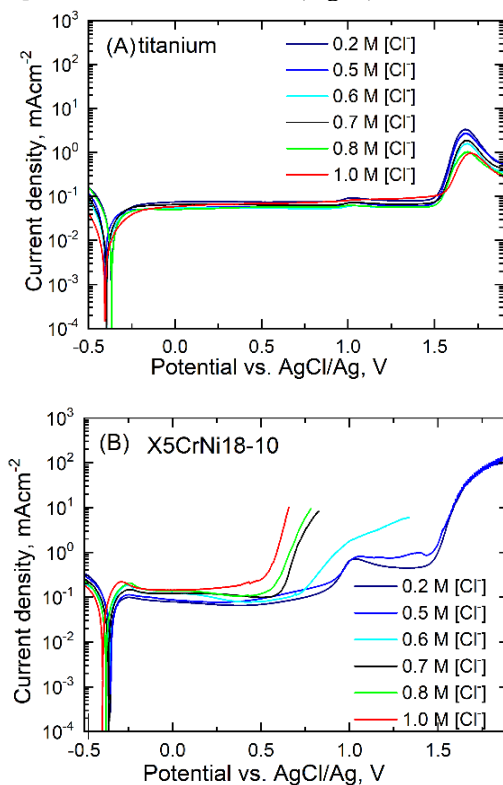 (A) titanium
0.2 M [Cl⁻]
0.5 M [Cl⁻]
0.6 M [Cl⁻]
0.7 M [Cl⁻]
0.8 M [Cl⁻]
1.0 M [Cl⁻]
Current density, mAcm⁻²
10³
10²
10¹
10⁰
10⁻¹
10⁻²
10⁻³
10⁻⁴
-0.5 0.0 0.5 1.0 1.5
Potential vs. AgCl/Ag, V
(B) X5CrNi18-10
Current density, mAcm⁻²
10³
10²
10¹
10⁰
10⁻¹
10⁻²
10⁻³
10⁻⁴
0.2 M [Cl⁻]
0.5 M [Cl⁻]
0.6 M [Cl⁻]
0.7 M [Cl⁻]
0.8 M [Cl⁻]
1.0 M [Cl⁻]
-0.5 0.0 0.5 1.0 1.5
Potential vs. AgCl/Ag, V